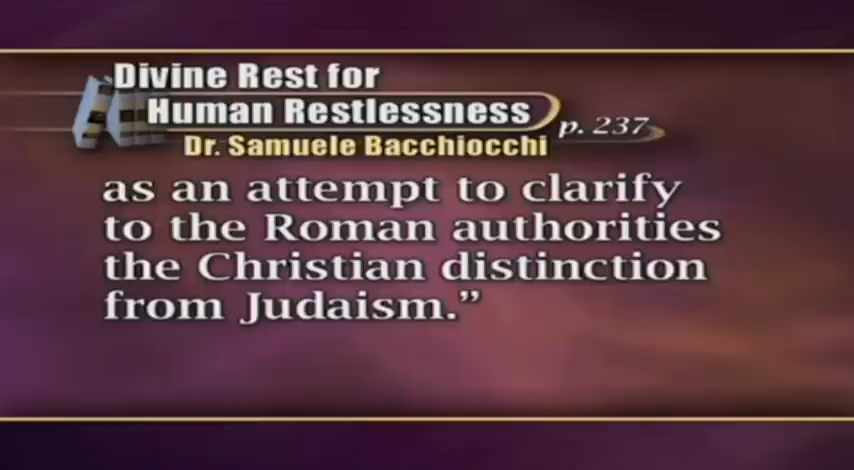 Divine Rest for
Human Restlessness
p. 237
Dr. Samuele Bacchiocchi
as an attempt to clarify
to the Roman authorities
the Christian distinction
from Judaism.”